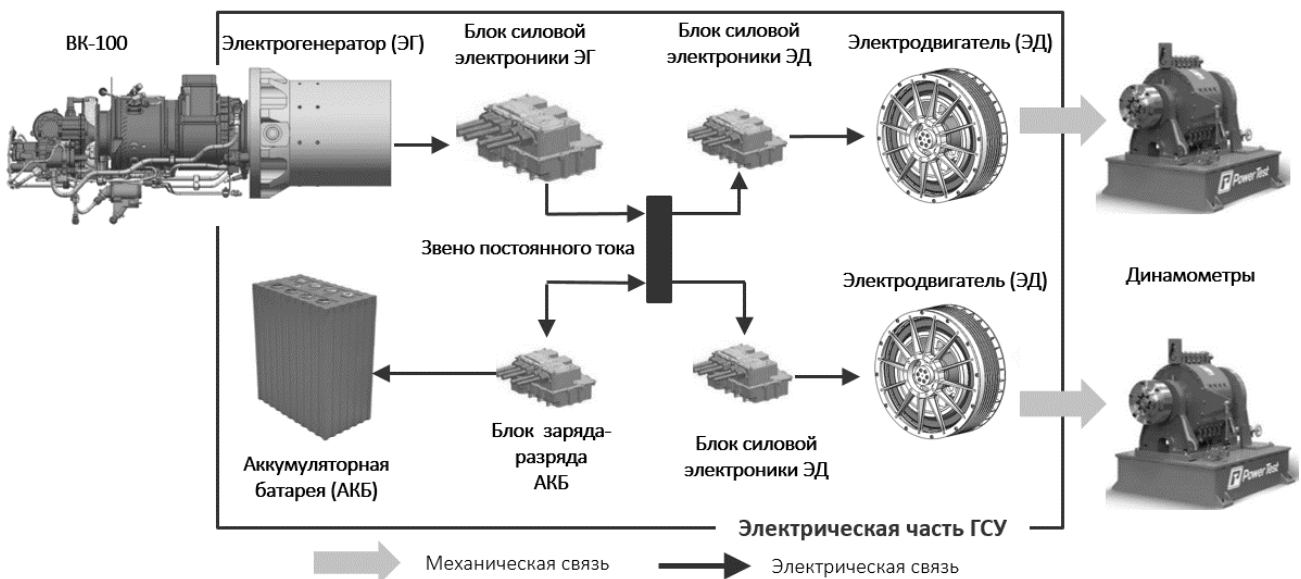 ВК-100
Электрогенератор (ЭГ)
Блок силовой
электроники ЭГ
Блок силовой
электроники ЭД
Электродвигатель (ЭД)
PowerTest
Звено постоянного тока
Электродвигатель (ЭД)
Динамометры
PowerTest
Аккумуляторная
батарея (АКБ)
Блок заряда-
разряда
АКБ
Блок силовой
электроники ЭД
Электрическая часть ГСУ
Механическая связь
Электрическая связь